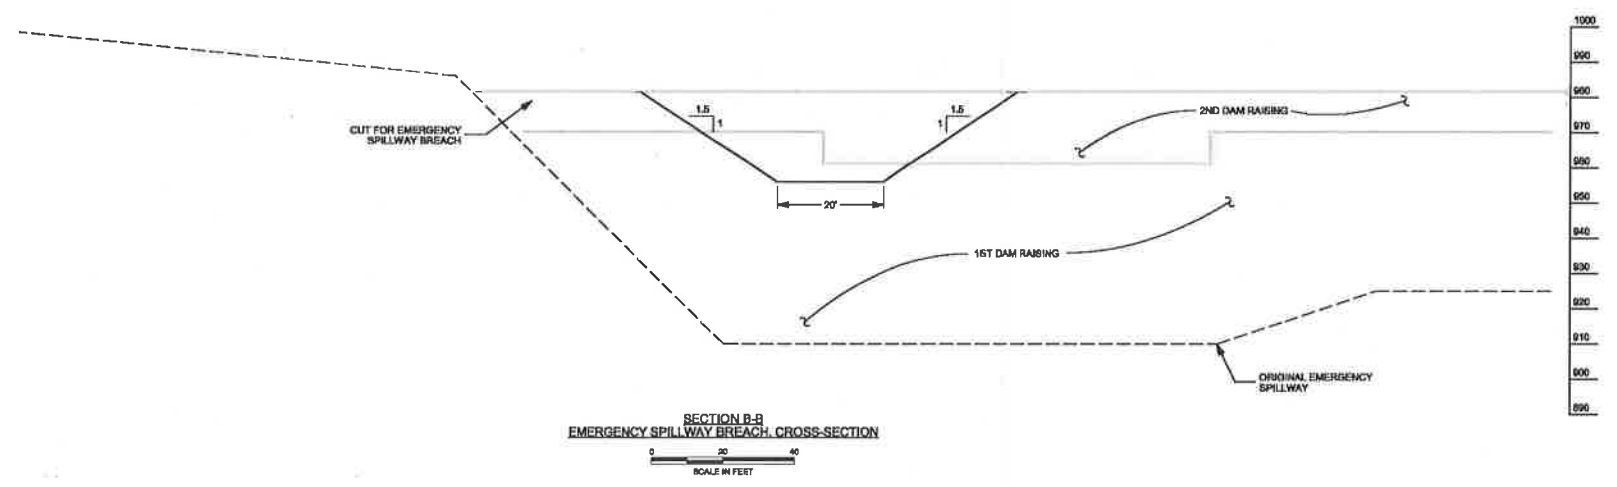 1000
990
980
2ND DAM RAISING
1.5
1
1.5
1
CUT FOR EMERGENCY
SPILLWAY BREACH
970
960
20'
950
940
1ST DAM RAISING
930
920
910
ORIGINAL EMERGENCY
SPILLWAY
900
890
SECTION B-B
EMERGENCY SPILLWAY BREACH, CROSS-SECTION
0 20 40
SCALE IN FEET